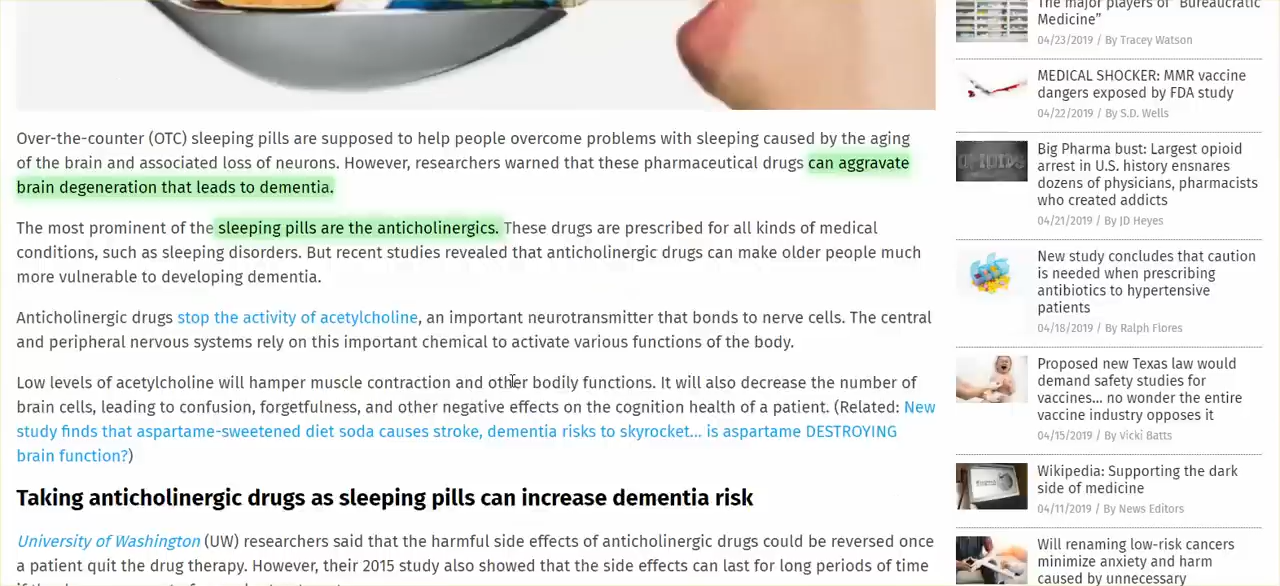 Over-the-counter (OTC) sleeping pills are supposed to help people overcome problems with sleeping caused by the aging
of the brain and associated loss of neurons. However, researchers warned that these pharmaceutical drugs can aggravate
brain degeneration that leads to dementia.
The most prominent of the sleeping pills are the anticholinergics. These drugs are prescribed for all kinds of medical
conditions, such as sleeping disorders. But recent studies revealed that anticholinergic drugs can make older people much
more vulnerable to developing dementia.
Anticholinergic drugs stop the activity of acetylcholine, an important neurotransmitter that bonds to nerve cells. The central
and peripheral nervous systems rely on this important chemical to activate various functions of the body.
Low levels of acetylcholine will hamper muscle contraction and other bodily functions. It will also decrease the number of
brain cells, leading to confusion, forgetfulness, and other negative effects on the cognition health of a patient. (Related: New
study finds that aspartame-sweetened diet soda causes stroke, dementia risks to skyrocket... is aspartame DESTROYING
brain function?)
Taking anticholinergic drugs as sleeping pills can increase dementia risk
University of Washington (UW) researchers said that the harmful side effects of anticholinergic drugs could be reversed once
a patient quit the drug therapy. However, their 2015 study also showed that the side effects can last for long periods of time
The major players of "Bureaucratic
Medicine"
04/23/2019 / By Tracey Watson
MEDICAL SHOCKER: MMR vaccine
dangers exposed by FDA study
04/22/2019 / By S.D. Wells
Big Pharma bust: Largest opioid
arrest in U.S. history ensnares
dozens of physicians, pharmacists
who created addicts
04/21/2019 / By JD Heyes
New study concludes that caution
is needed when prescribing
antibiotics to hypertensive
patients
04/18/2019 / By Ralph Flores
Proposed new Texas law would
demand safety studies for
vaccines... no wonder the entire
vaccine industry opposes it
04/15/2019 / By Vicki Batts
Wikipedia: Supporting the dark
side of medicine
04/11/2019 / By News Editors
Will renaming low-risk cancers
minimize anxiety and harm
caused by unnecessary